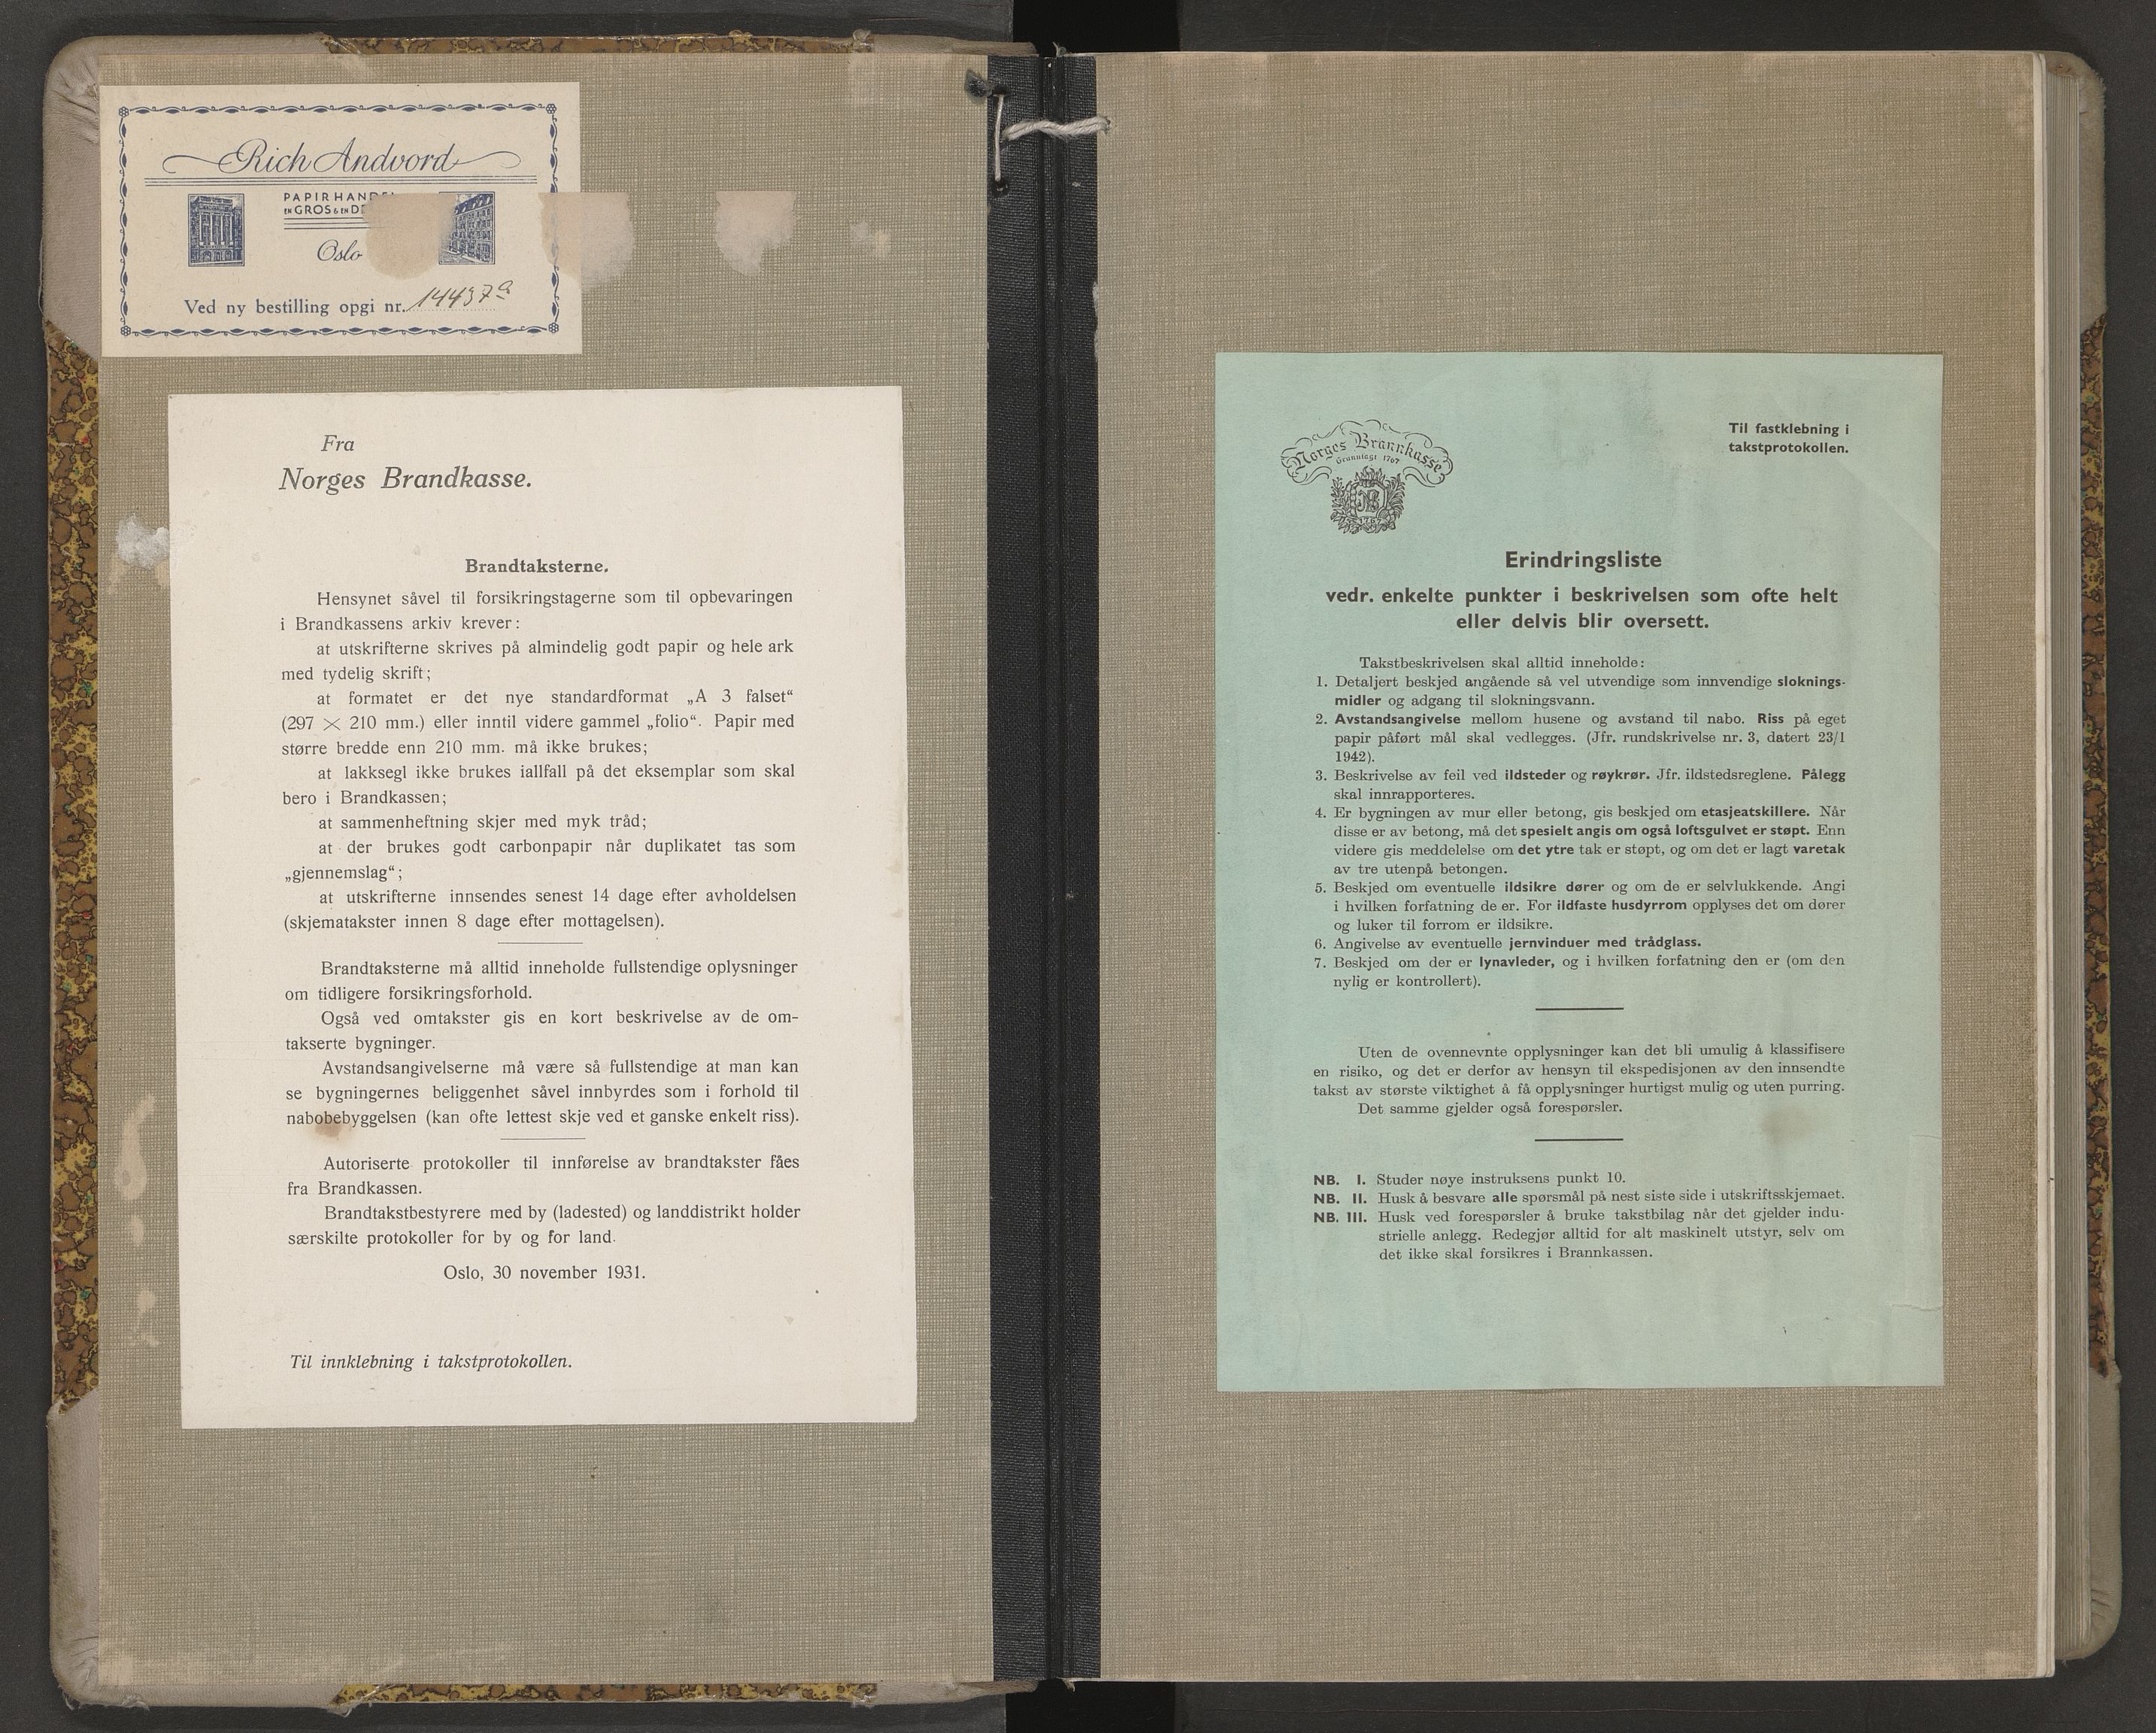 Rich Andvord
PAPIRHANDEL
EN GROS & EN
Oslo
Ved ny bestilling opgi nr. 14437a
Fra
Norges Brandkasse.
Brandtaksterne.
Hensynet såvel til forsikringstagerne som til opbevaringen
i Brandkassens arkiv krever:
at utskrifterne skrives på almindelig godt papir og hele ark
med tydelig skrift;
at formatet er det nye standardformat „A 3 falset“
(297 × 210 mm.) eller inntil videre gammel „folio“. Papir med
større bredde enn 210 mm. må ikke brukes;
at lakksegl ikke brukes iallfall på det eksemplar som skal
bero i Brandkassen;
at sammenheftning skjer med myk tråd;
at der brukes godt carbonpapir når duplikatet tas som
„gjennemslag“;
at utskrifterne innsendes senest 14 dage efter avholdelsen
(skjematakster innen 8 dage efter mottagelsen).
Brandtaksterne må alltid inneholde fullstendige oplysninger
om tidligere forsikringsforhold.
Også ved omtakster gis en kort beskrivelse av de om-
takserte bygninger.
Avstandsangivelserne må være så fullstendige at man kan
se bygningernes beliggenhet såvel innbyrdes som i forhold til
nabobebyggelsen (kan ofte lettest skje ved et ganske enkelt riss).
Autoriserte protokoller til innførelse av brandtakster fåes
fra Brandkassen.
Brandtakstbestyrere med by (ladested) og landdistrikt holder
særskilte protokoller for by og for land.
Oslo, 30 november 1931.
Til innklebning i takstprotokollen.
Norges Brannkasse
Grunnlagt 1767
NB
1767
Til fastklebning i
takstprotokollen.
Erindringsliste
vedr. enkelte punkter i beskrivelsen som ofte helt
eller delvis blir oversett.
Takstbeskrivelsen skal alltid inneholde:
1. Detaljert beskjed angående så vel utvendige som innvendige sloknings-
midler og adgang til slokningsvann.
2. Avstandsangivelse mellom husene og avstand til nabo. Riss på eget
papir påført mål skal vedlegges. (Jfr. rundskrivelse nr. 3, datert 23/1
1942).
3. Beskrivelse av feil ved ildsteder og røykrør. Jfr. ildstedsreglene. Pålegg
skal innrapporteres.
4. Er bygningen av mur eller betong, gis beskjed om etasjeatskillere. Når
disse er av betong, må det spesielt angis om også loftsgulvet er støpt. Enn
videre gis meddelelse om det ytre tak er støpt, og om det er lagt varetak
av tre utenpå betongen.
5. Beskjed om eventuelle ildsikre dører og om de er selvlukkende. Angi
i hvilken forfatning de er. For ildfaste husdyrrom opplyses det om dører
og luker til forrom er ildsikre.
6. Angivelse av eventuelle jernvinduer med trådglass.
7. Beskjed om der er lynavleder, og i hvilken forfatning den er (om den
nylig er kontrollert).
Uten de ovennevnte opplysninger kan det bli umulig å klassifisere
en risiko, og det er derfor av hensyn til ekspedisjonen av den innsendte
takst av største viktighet å få opplysninger hurtigst mulig og uten purring.
Det samme gjelder også forespørsler.
NB. I. Studer nøye instruksens punkt 10.
NB. II. Husk å besvare alle spørsmål på nest siste side i utskriftsskjemaet.
NB. III. Husk ved forespørsler å bruke takstbilag når det gjelder indu-
strielle anlegg. Redegjør alltid for alt maskinelt utstyr, selv om
det ikke skal forsikres i Brannkassen.